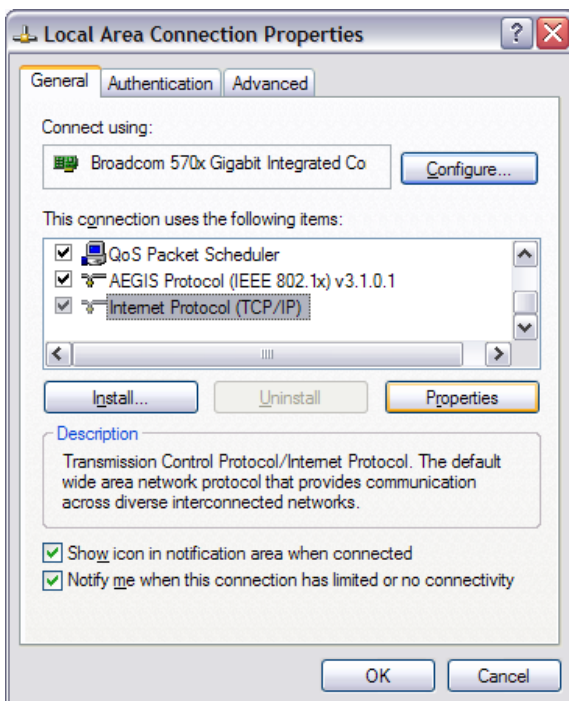 Local Area Connection Properties
General Authentication Advanced
Connect using:
Broadcom 570x Gigabit Integrated Co
Configure...
This connection uses the following items:
QoS Packet Scheduler
AEGIS Protocol (IEEE 802.1x) v3.1.0.1
Internet Protocol (TCP/IP)
Install... Uninstall Properties
Description
Transmission Control Protocol/Internet Protocol. The default
wide area network protocol that provides communication
across diverse interconnected networks.
Show icon in notification area when connected
Notify me when this connection has limited or no connectivity
OK Cancel